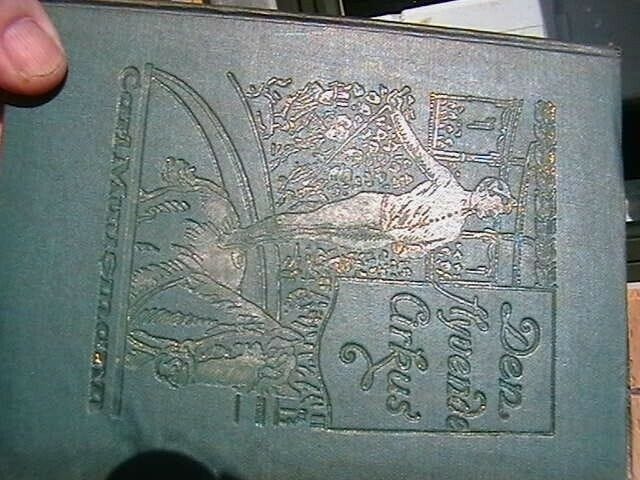 Den
flyvende
Cirkus
Carl Muusmann